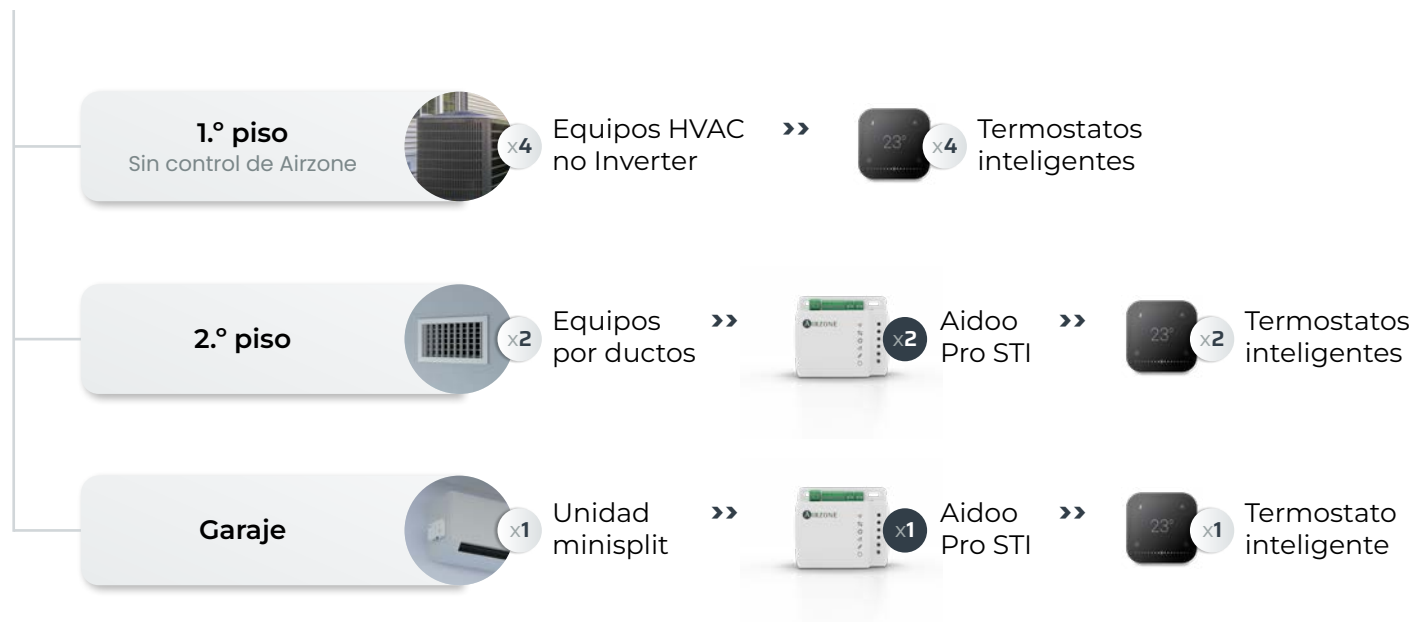 1.º piso
Sin control de Airzone
x4
Equipos HVAC
no Inverter
23°
x4
Termostatos
inteligentes
2.º piso
x2
Equipos
por ductos
AIRZONE
x2
Aidoo
Pro STI
23°
x2
Termostatos
inteligentes
Garaje
x1
Unidad
minisplit
AIRZONE
x1
Aidoo
Pro STI
23°
x1
Termostato
inteligente